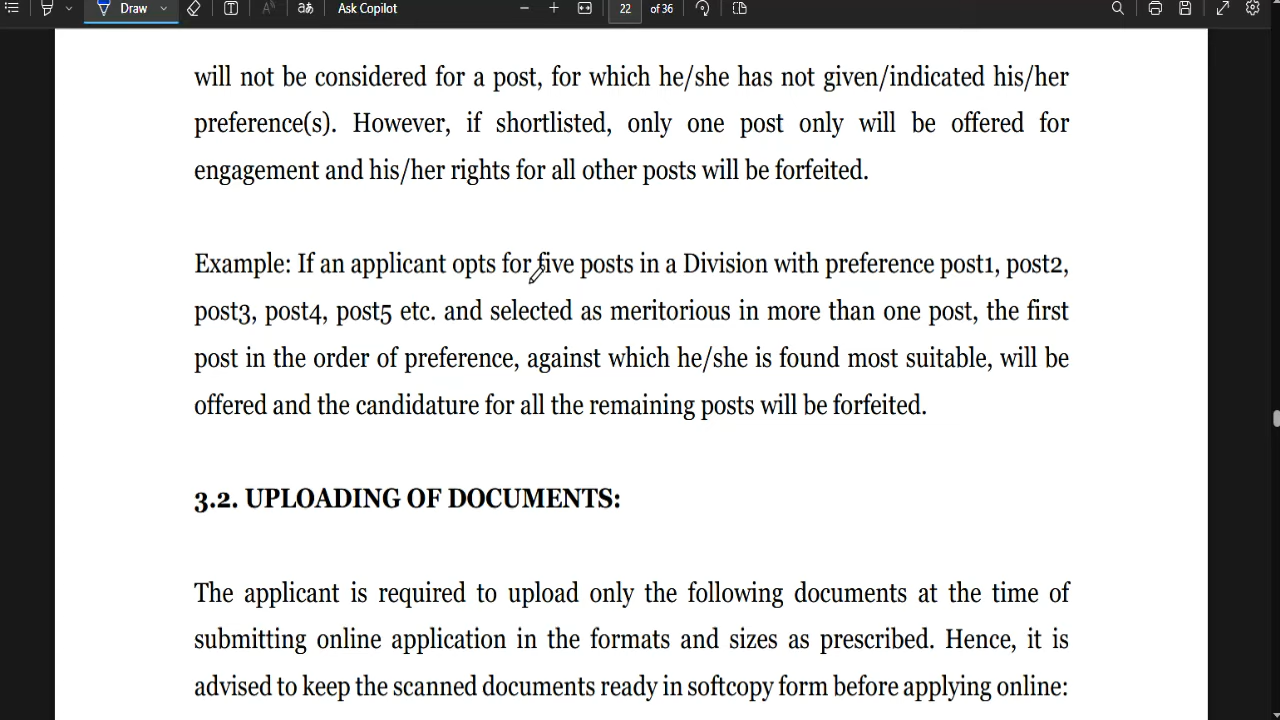 Draw
Ask Copilot
22 of 36
will not be considered for a post, for which he/she has not given/indicated his/her
preference(s). However, if shortlisted, only one post only will be offered for
engagement and his/her rights for all other posts will be forfeited.
Example: If an applicant opts for five posts in a Division with preference post1, post2,
post3, post4, post5 etc. and selected as meritorious in more than one post, the first
post in the order of preference, against which he/she is found most suitable, will be
offered and the candidature for all the remaining posts will be forfeited.
3.2. UPLOADING OF DOCUMENTS:
The applicant is required to upload only the following documents at the time of
submitting online application in the formats and sizes as prescribed. Hence, it is
advised to keep the scanned documents ready in softcopy form before applying online: